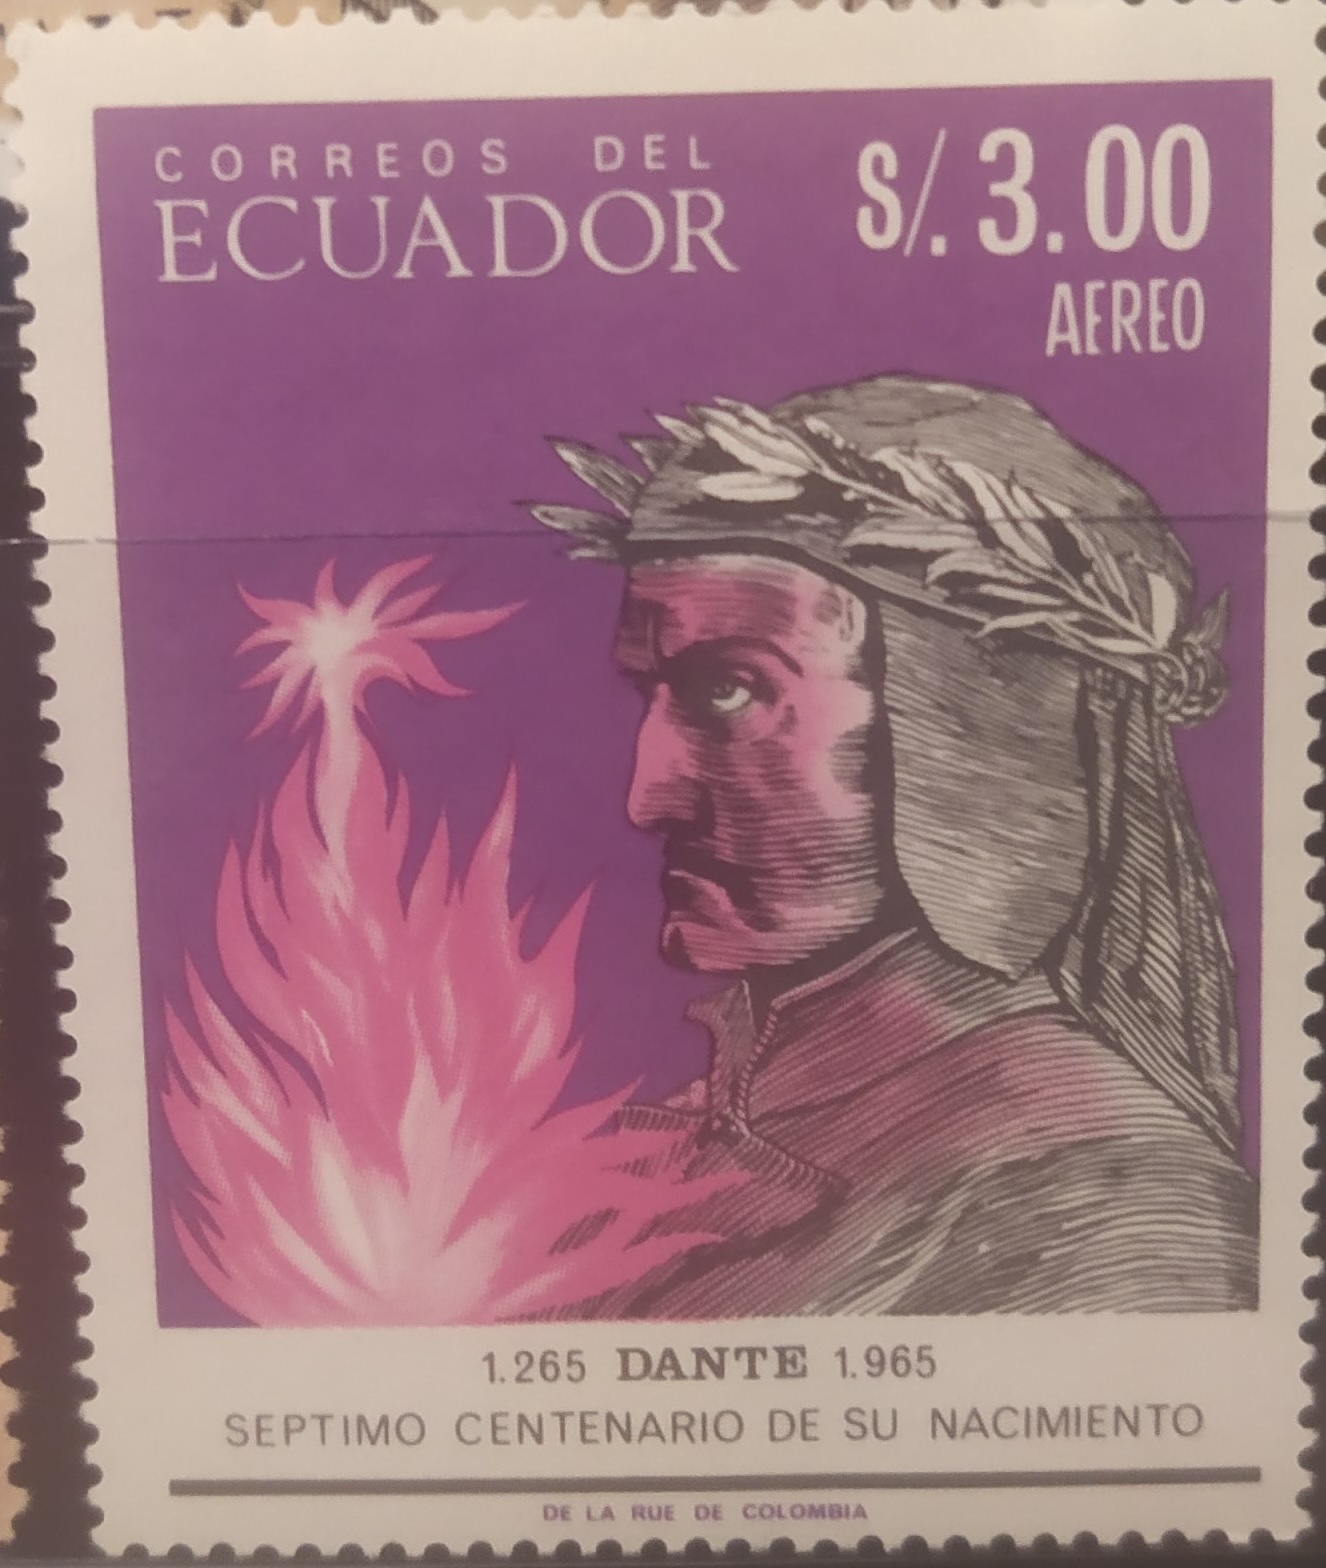 CORREOS DEL
ECUADOR
S/. 3.00
AEREO
1.265 DANTE 1.965
SEPTIMO CENTENARIO DE SU NACIMIENTO
DE LA RUE DE COLOMBIA